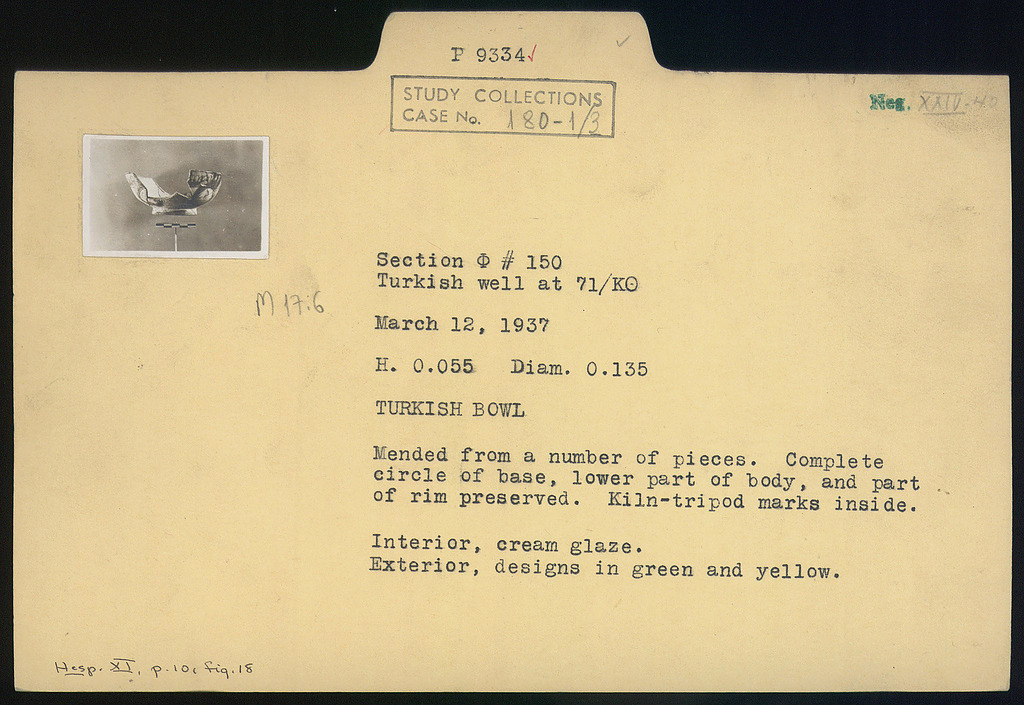 P 9334✓
✓
STUDY COLLECTIONS
CASE No. 180-1/3
Neg. XXIV-40
Section Φ # 150
Turkish well at 71/ΚΘ
M 17:6
March 12, 1937
H. 0.055   Diam. 0.135
TURKISH BOWL
Mended from a number of pieces.  Complete
circle of base, lower part of body, and part
of rim preserved.  Kiln-tripod marks inside.
Interior, cream glaze.
Exterior, designs in green and yellow.
Hesp. XI, p. 10, fig. 18